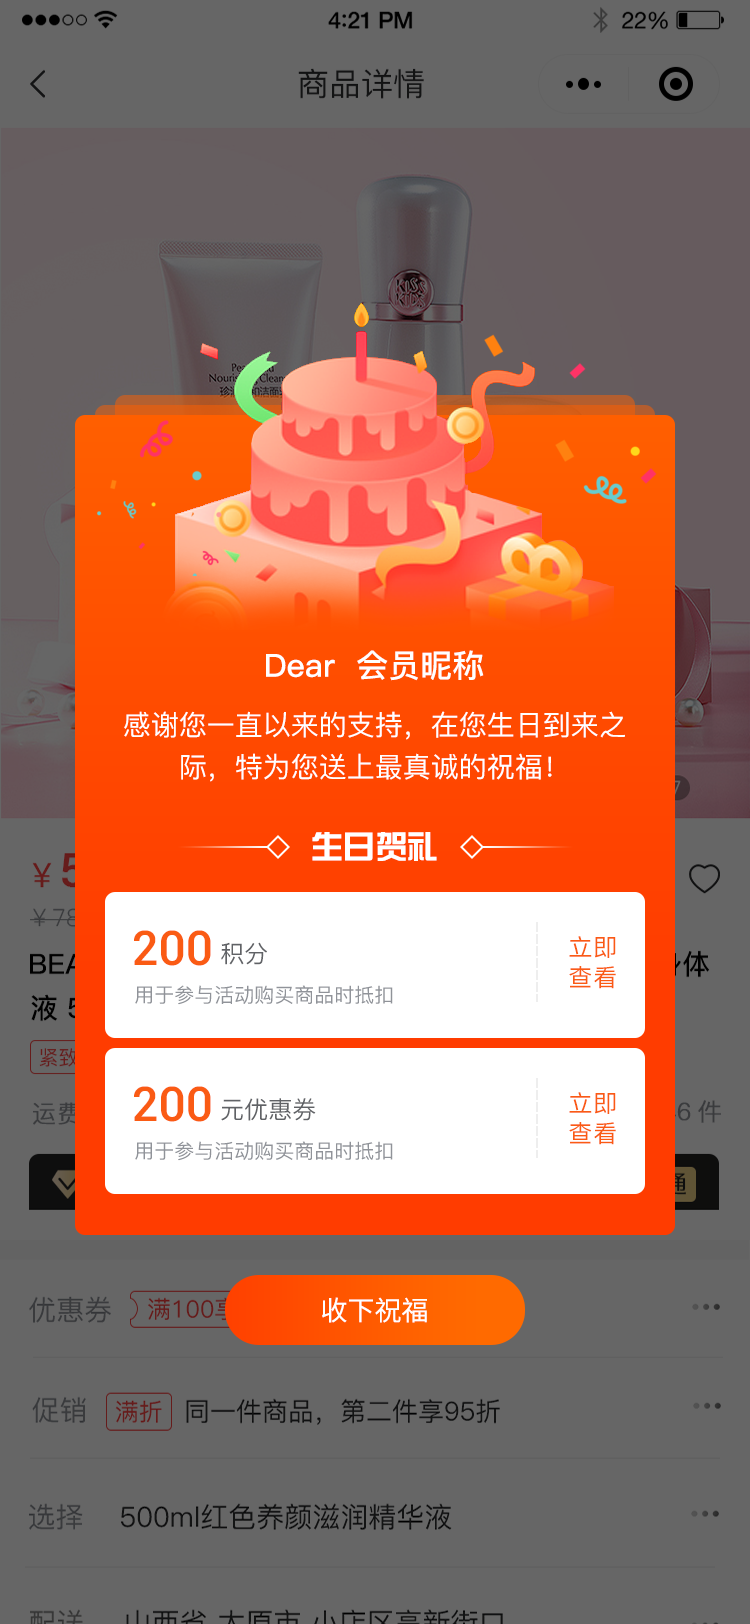 4:21 PM
22%
商品详情
KISS
KIDS
Dear 会员昵称
感谢您一直以来的支持，在您生日到来之
际，特为您送上最真诚的祝福！
生日贺礼
200 积分
用于参与活动购买商品时抵扣
立即
查看
200 元优惠券
用于参与活动购买商品时抵扣
立即
查看
收下祝福
¥ 5
¥ 78
BEA
身体
液 5
紧致
运费
6 件
通
优惠券 满100享
促销 满折 同一件商品，第二件享95折
选择 500ml红色养颜滋润精华液
配送 山西省 太原市 小店区高新街口